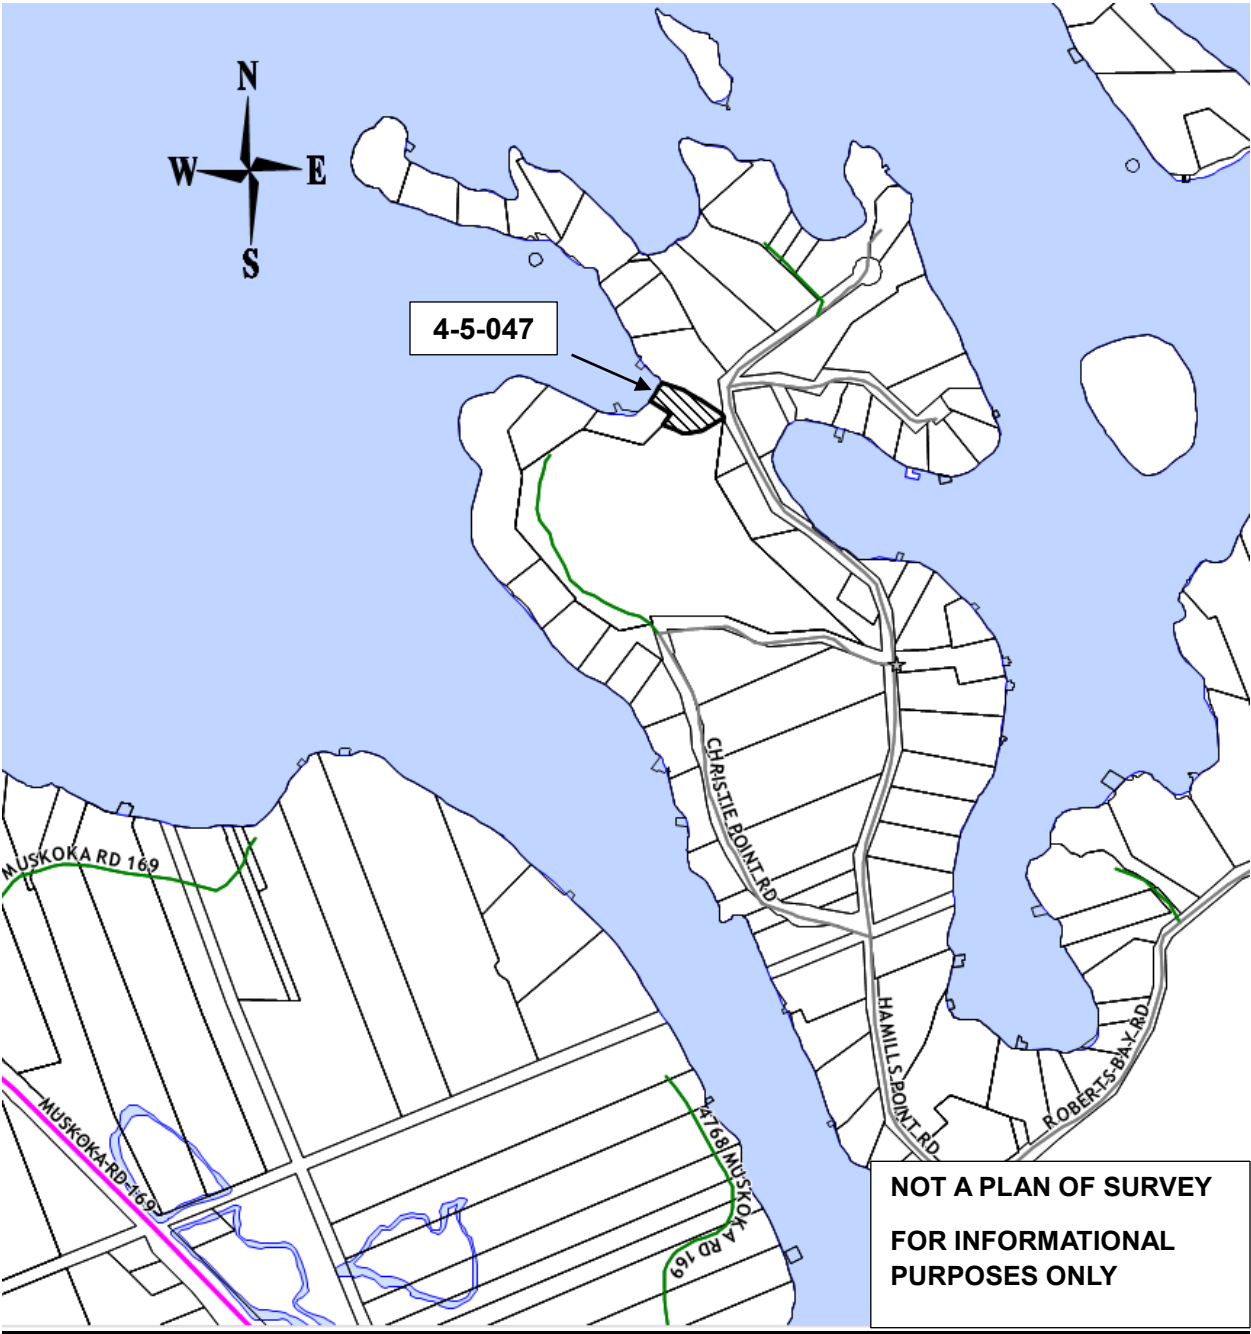 N
W E
S
4-5-047
CHRISTIE POINT RD
MUSKOKA RD 169
HAMILLS POINT RD
ROBERTS BAY RD
MUSKOKA RD 169
4768 MUSKOKA RD 169
NOT A PLAN OF SURVEY
FOR INFORMATIONAL
PURPOSES ONLY